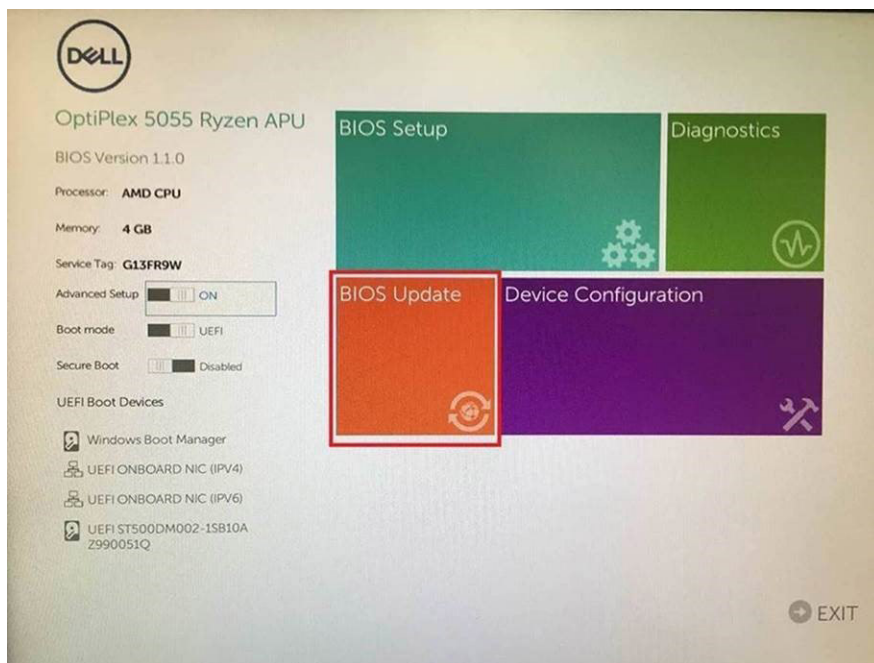 DELL
OptiPlex 5055 Ryzen APU
BIOS Version 1.1.0
Processor: AMD CPU
Memory: 4 GB
Service Tag: G13FR9W
Advanced Setup ON
Boot mode UEFI
Secure Boot Disabled
UEFI Boot Devices
Windows Boot Manager
UEFI ONBOARD NIC (IPV4)
UEFI ONBOARD NIC (IPV6)
UEFI ST500DM002-1SB10A
Z990051Q
BIOS Setup
Diagnostics
BIOS Update
Device Configuration
EXIT